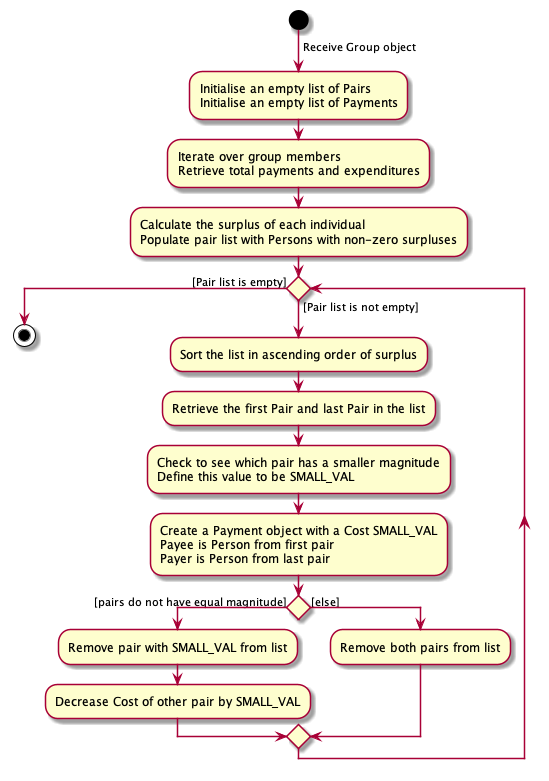 Receive Group object
Initialise an empty list of Pairs
Initialise an empty list of Payments
Iterate over group members
Retrieve total payments and expenditures
Calculate the surplus of each individual
Populate pair list with Persons with non-zero surpluses
[Pair list is empty]
[Pair list is not empty]
Sort the list in ascending order of surplus
Retrieve the first Pair and last Pair in the list
Check to see which pair has a smaller magnitude
Define this value to be SMALL_VAL
Create a Payment object with a Cost SMALL_VAL
Payee is Person from first pair
Payer is Person from last pair
[pairs do not have equal magnitude]
[else]
Remove pair with SMALL_VAL from list
Remove both pairs from list
Decrease Cost of other pair by SMALL_VAL